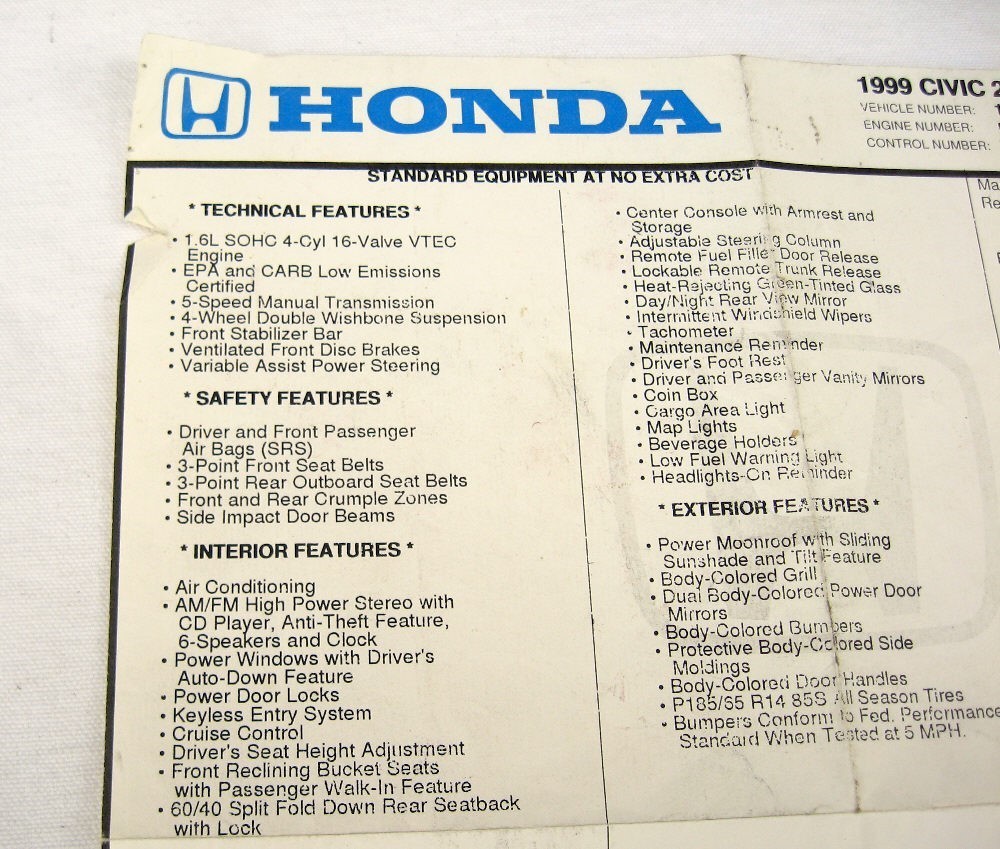 HONDA
1999 CIVIC 2
VEHICLE NUMBER:
ENGINE NUMBER:
CONTROL NUMBER:
STANDARD EQUIPMENT AT NO EXTRA COST
* TECHNICAL FEATURES *
• 1.6L SOHC 4-Cyl 16-Valve VTEC
Engine
• EPA and CARB Low Emissions
Certified
• 5-Speed Manual Transmission
• 4-Wheel Double Wishbone Suspension
• Front Stabilizer Bar
• Ventilated Front Disc Brakes
• Variable Assist Power Steering
* SAFETY FEATURES *
• Driver and Front Passenger
Air Bags (SRS)
• 3-Point Front Seat Belts
• 3-Point Rear Outboard Seat Belts
• Front and Rear Crumple Zones
• Side Impact Door Beams
* INTERIOR FEATURES *
• Air Conditioning
• AM/FM High Power Stereo with
CD Player, Anti-Theft Feature,
6-Speakers and Clock
• Power Windows with Driver's
Auto-Down Feature
• Power Door Locks
• Keyless Entry System
• Cruise Control
• Driver's Seat Height Adjustment
• Front Reclining Bucket Seats
with Passenger Walk-In Feature
• 60/40 Split Fold Down Rear Seatback
with Lock
• Center Console with Armrest and
Storage
• Adjustable Steering Column
• Remote Fuel Filler Door Release
• Lockable Remote Trunk Release
• Heat-Rejecting Green-Tinted Glass
• Day/Night Rear View Mirror
• Intermittent Windshield Wipers
• Tachometer
• Maintenance Reminder
• Driver's Foot Rest
• Driver and Passenger Vanity Mirrors
• Coin Box
• Cargo Area Light
• Map Lights
• Beverage Holders
• Low Fuel Warning Light
• Headlights-On Reminder
* EXTERIOR FEATURES *
• Power Moonroof with Sliding
Sunshade and Tilt Feature
• Body-Colored Grill
• Dual Body-Colored Power Door
Mirrors
• Body-Colored Bumpers
• Protective Body-Colored Side
Moldings
• Body-Colored Door Handles
• P185/65 R14 85S All Season Tires
• Bumpers Conform to Fed. Performance
Standard When Tested at 5 MPH.
Ma
Re